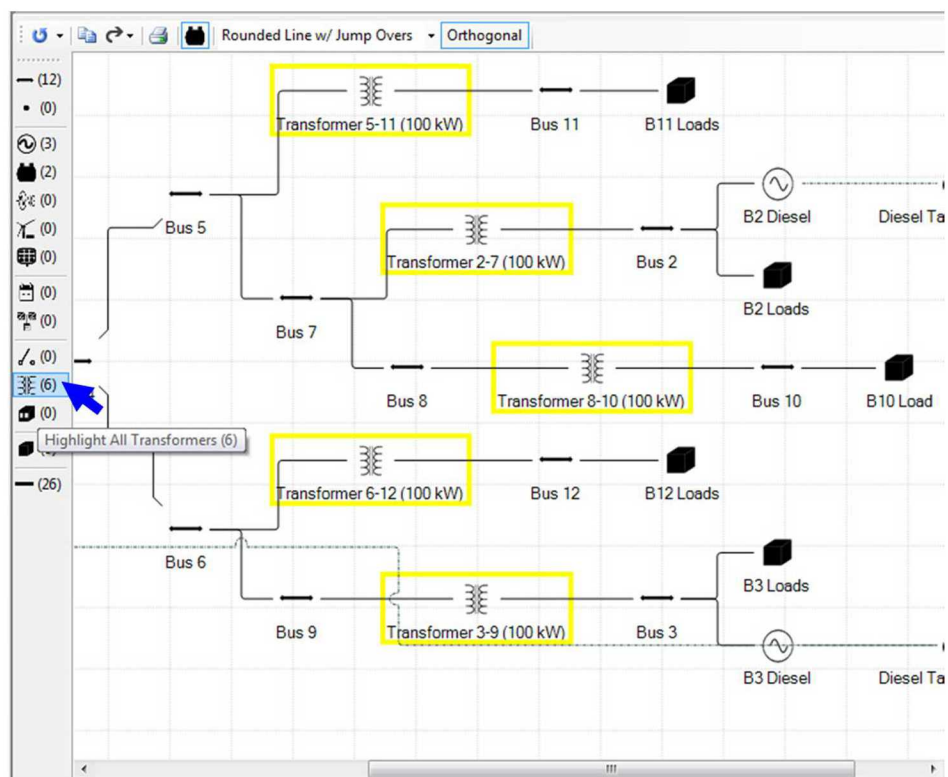 Rounded Line w/ Jump Overs
Orthogonal
(12)
(0)
(3)
(2)
(0)
(0)
(0)
(0)
(0)
(0)
(6)
(0)
Highlight All Transformers (6)
(26)
Transformer 5-11 (100 kW)
Bus 11
B11 Loads
Bus 5
B2 Diesel
Diesel Ta
Transformer 2-7 (100 kW)
Bus 2
B2 Loads
Bus 7
Bus 8
Transformer 8-10 (100 kW)
Bus 10
B10 Load
Transformer 6-12 (100 kW)
Bus 12
B12 Loads
Bus 6
B3 Loads
Bus 9
Transformer 3-9 (100 kW)
Bus 3
B3 Diesel
Diesel Ta